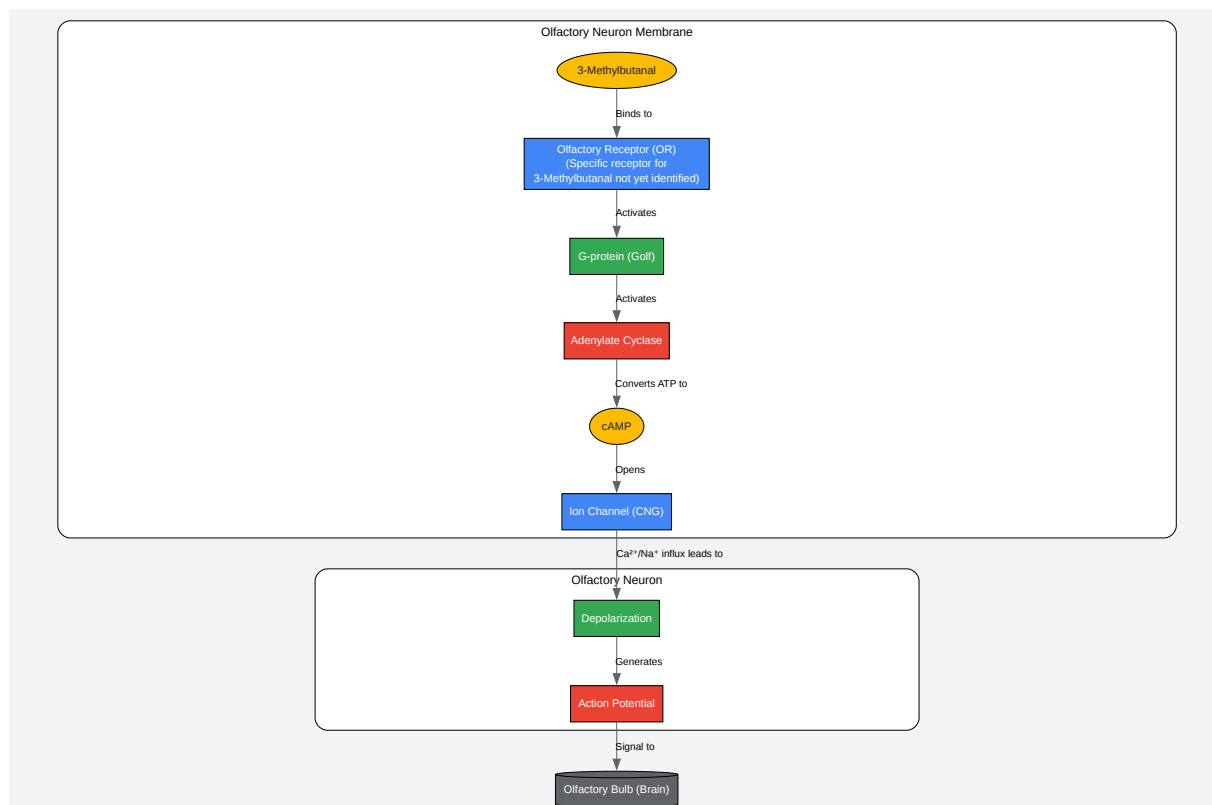 Olfactory Neuron Membrane
3-Methylbutanal
Binds to
Olfactory Receptor (OR)
(Specific receptor for
3-Methylbutanal not yet identified)
Activates
G-protein (Golf)
Activates
Adenylate Cyclase
Converts ATP to
cAMP
Opens
Ion Channel (CNG)
Ca²⁺/Na⁺ influx leads to
Olfactory Neuron
Depolarization
Generates
Action Potential
Signal to
Olfactory Bulb (Brain)